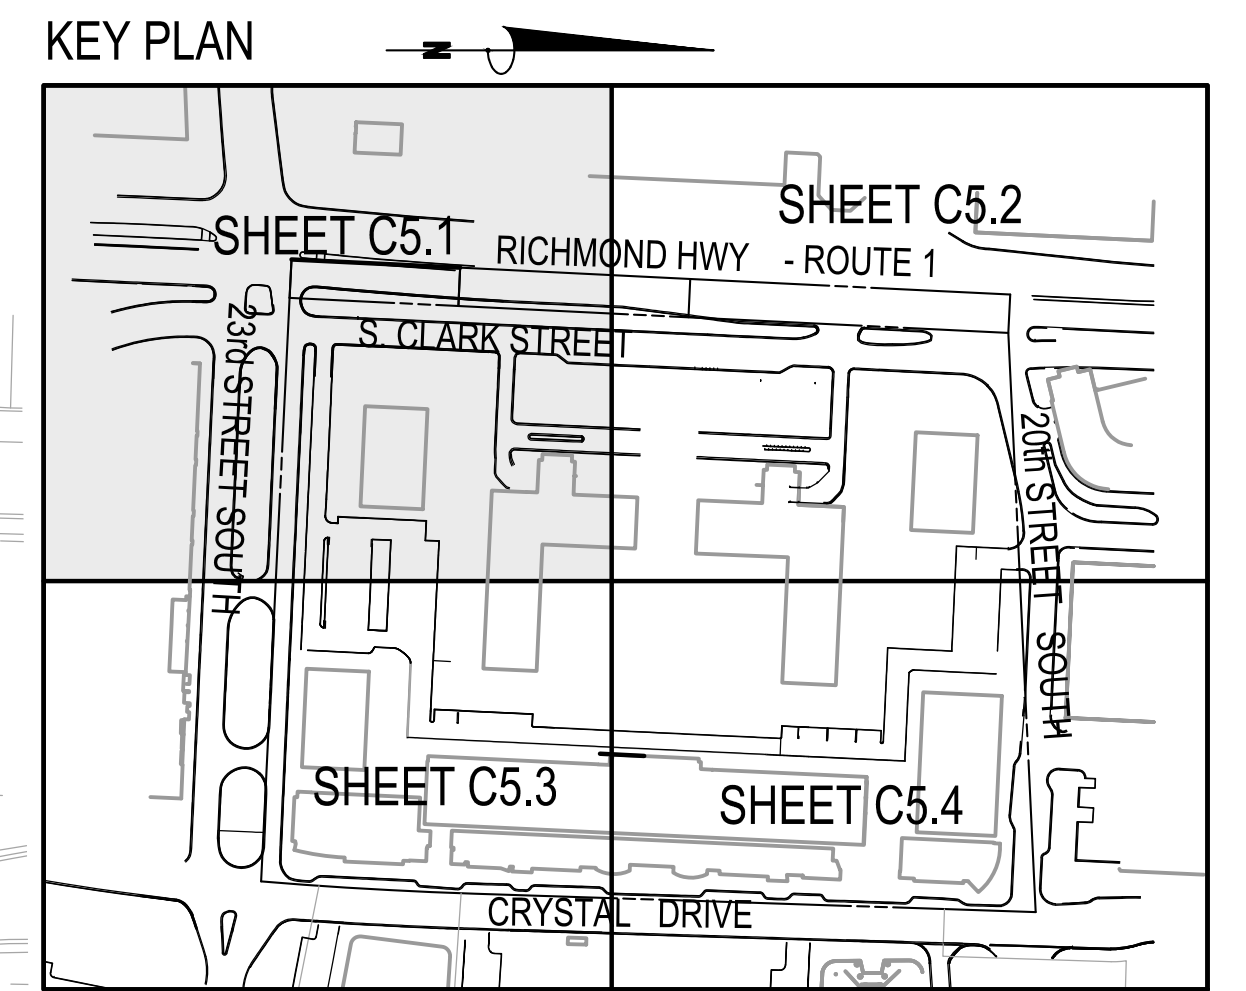 KEY PLAN
N
SHEET C5.1
SHEET C5.2
RICHMOND HWY - ROUTE 1
S. CLARK STREET
23rd STREET SOUTH
20th STREET SOUTH
SHEET C5.3
SHEET C5.4
CRYSTAL DRIVE